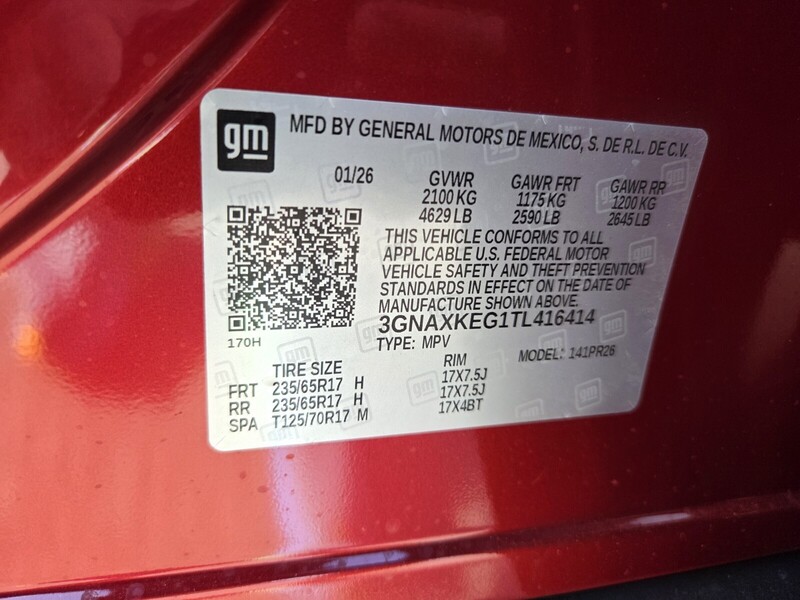 gm
MFD BY GENERAL MOTORS DE MEXICO, S. DE R.L. DE C.V.
01/26 GVWR GAWR FRT GAWR RR
2100 KG 1175 KG 1200 KG
4629 LB 2590 LB 2645 LB
THIS VEHICLE CONFORMS TO ALL
APPLICABLE U.S. FEDERAL MOTOR
VEHICLE SAFETY AND THEFT PREVENTION
STANDARDS IN EFFECT ON THE DATE OF
MANUFACTURE SHOWN ABOVE.
3GNAXKEG1TL416414
170H
TYPE: MPV MODEL: 141PR26
TIRE SIZE RIM
FRT 235/65R17 H 17X7.5J
RR 235/65R17 H 17X7.5J
SPA T125/70R17 M 17X4BT